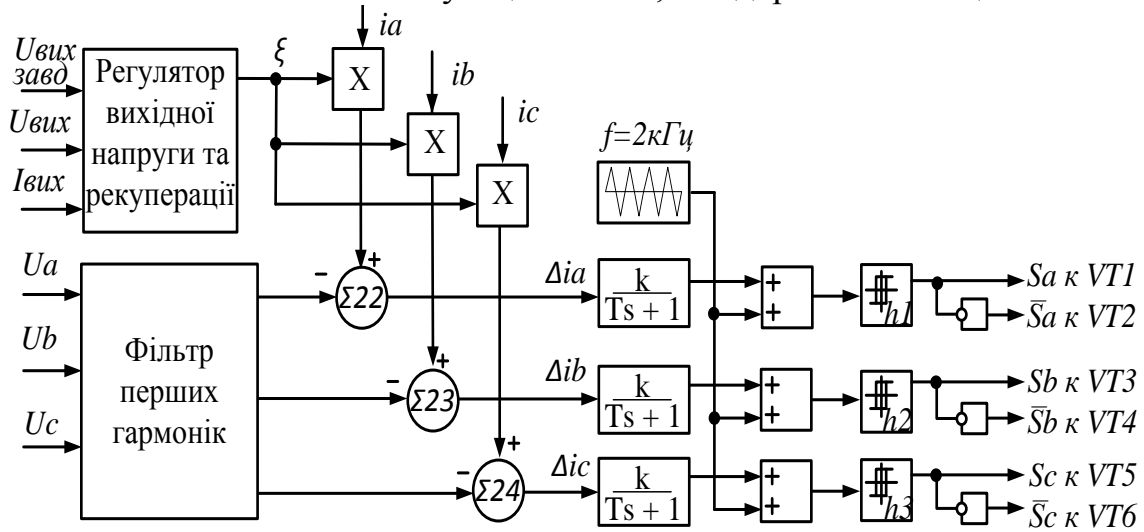 Uвих
завд
Uвих
Iвих
Регулятор
вихідної
напруги та
рекуперації
ξ
ia
X
ib
X
ic
X
f=2кГц
Ua
Ub
Uc
Фільтр
перших
гармонік
− +
Σ22
− +
Σ23
− +
Σ24
Δia
k
Ts + 1
+
+
h1
Sa к VT1
S̅a к VT2
Δib
k
Ts + 1
+
+
h2
Sb к VT3
S̅b к VT4
Δic
k
Ts + 1
+
+
h3
Sc к VT5
S̅c к VT6